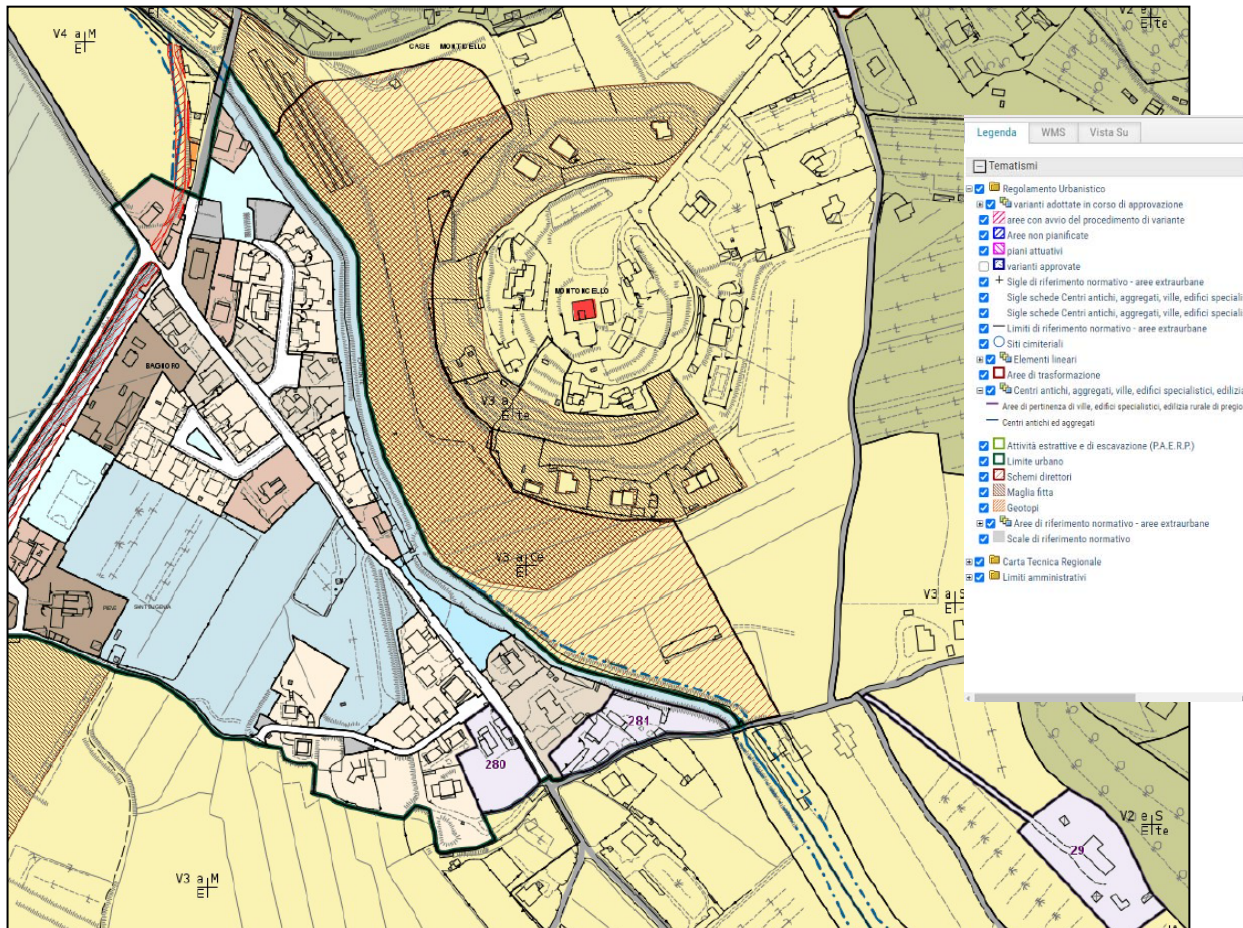 V4 a M
E
CASE MONTICELLO
V2 e
E te
MONTONCELLO
BAGNORO
V3 a
E te
V3 a Ce
E
V3 a S
E
PIEVE
SANT'EUGENIA
281
280
V2 e S
E te
29
V3 a M
E
Legenda
WMS
Vista Su
Tematismi
Regolamento Urbanistico
varianti adottate in corso di approvazione
aree con avvio del procedimento di variante
Aree non pianificate
piani attuativi
varianti approvate
Sigle di riferimento normativo - aree extraurbane
Sigle schede Centri antichi, aggregati, ville, edifici speciali
Sigle schede Centri antichi, aggregati, ville, edifici speciali
Limiti di riferimento normativo - aree extraurbane
Siti cimiteriali
Elementi lineari
Aree di trasformazione
Centri antichi, aggregati, ville, edifici specialistici, edilizia
Aree di pertinenza di ville, edifici specialistici, edilizia rurale di pregio
Centri antichi ed aggregati
Attività estrattive e di escavazione (P.A.E.R.P.)
Limite urbano
Schemi direttori
Maglia fitta
Geotopi
Aree di riferimento normativo - aree extraurbane
Scale di riferimento normativo
Carta Tecnica Regionale
Limiti amministrativi